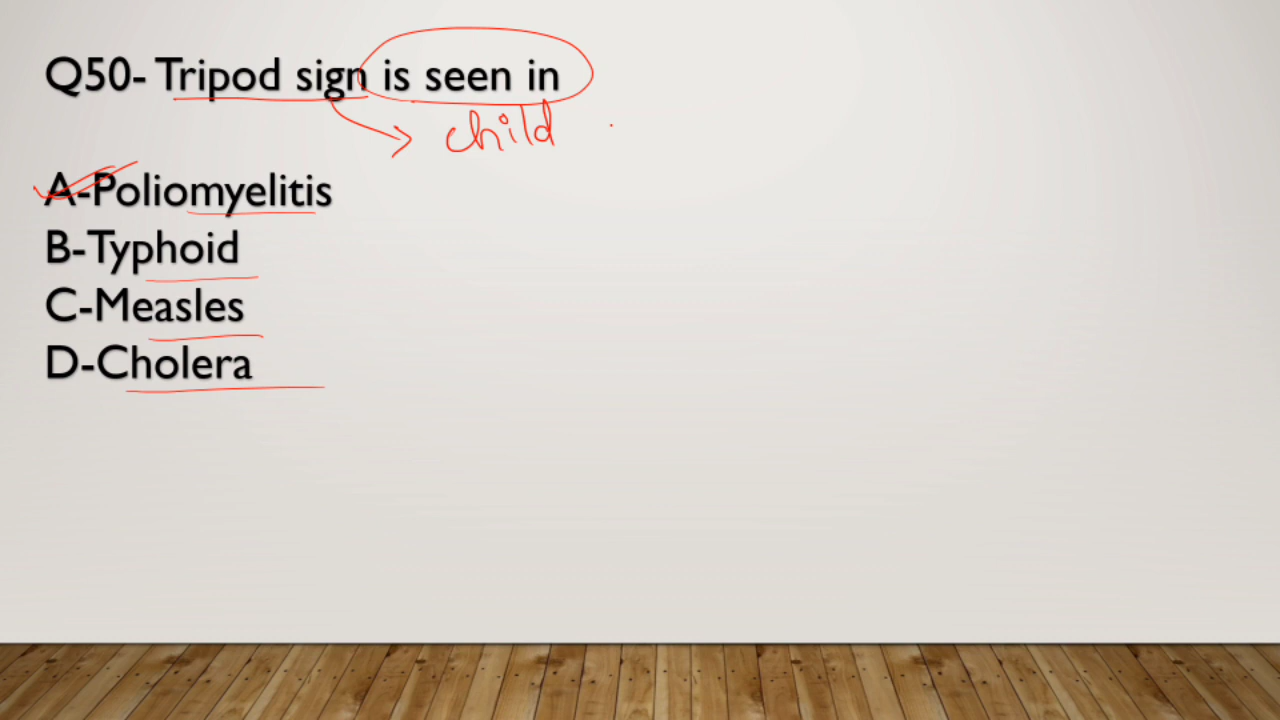 Q50- Tripod sign is seen in
child
A-Poliomyelitis
B-Typhoid
C-Measles
D-Cholera